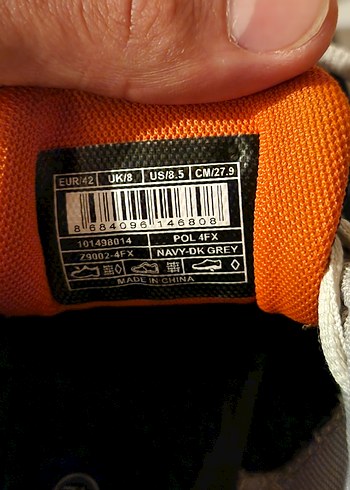 EUR/42 UK/8 US/8.5 CM/27.9
8 684096 146808
101498014 POL 4FX
Z9002-4FX NAVY-DK GREY
MADE IN CHINA